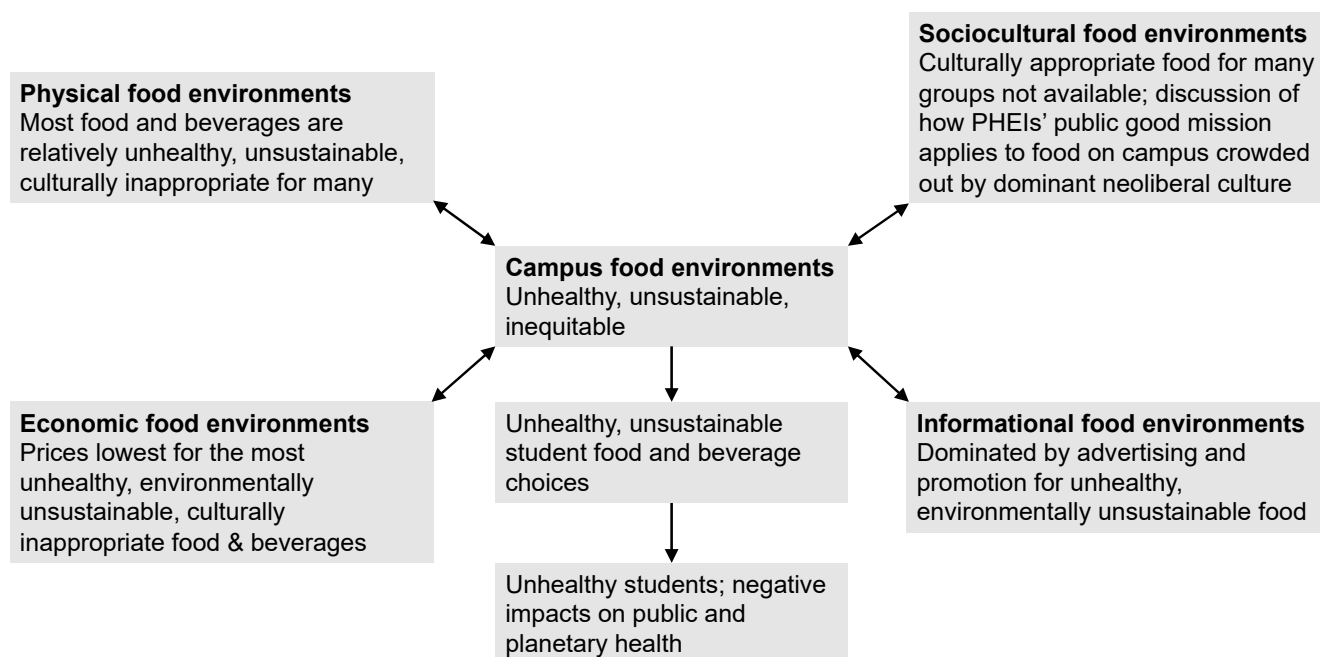 Physical food environments
Most food and beverages are
relatively unhealthy, unsustainable,
culturally inappropriate for many
Sociocultural food environments
Culturally appropriate food for many
groups not available; discussion of
how PHEIs’ public good mission
applies to food on campus crowded
out by dominant neoliberal culture
Campus food environments
Unhealthy, unsustainable,
inequitable
Economic food environments
Prices lowest for the most
unhealthy, environmentally
unsustainable, culturally
inappropriate food & beverages
Unhealthy, unsustainable
student food and beverage
choices
Informational food environments
Dominated by advertising and
promotion for unhealthy,
environmentally unsustainable food
Unhealthy students; negative
impacts on public and
planetary health